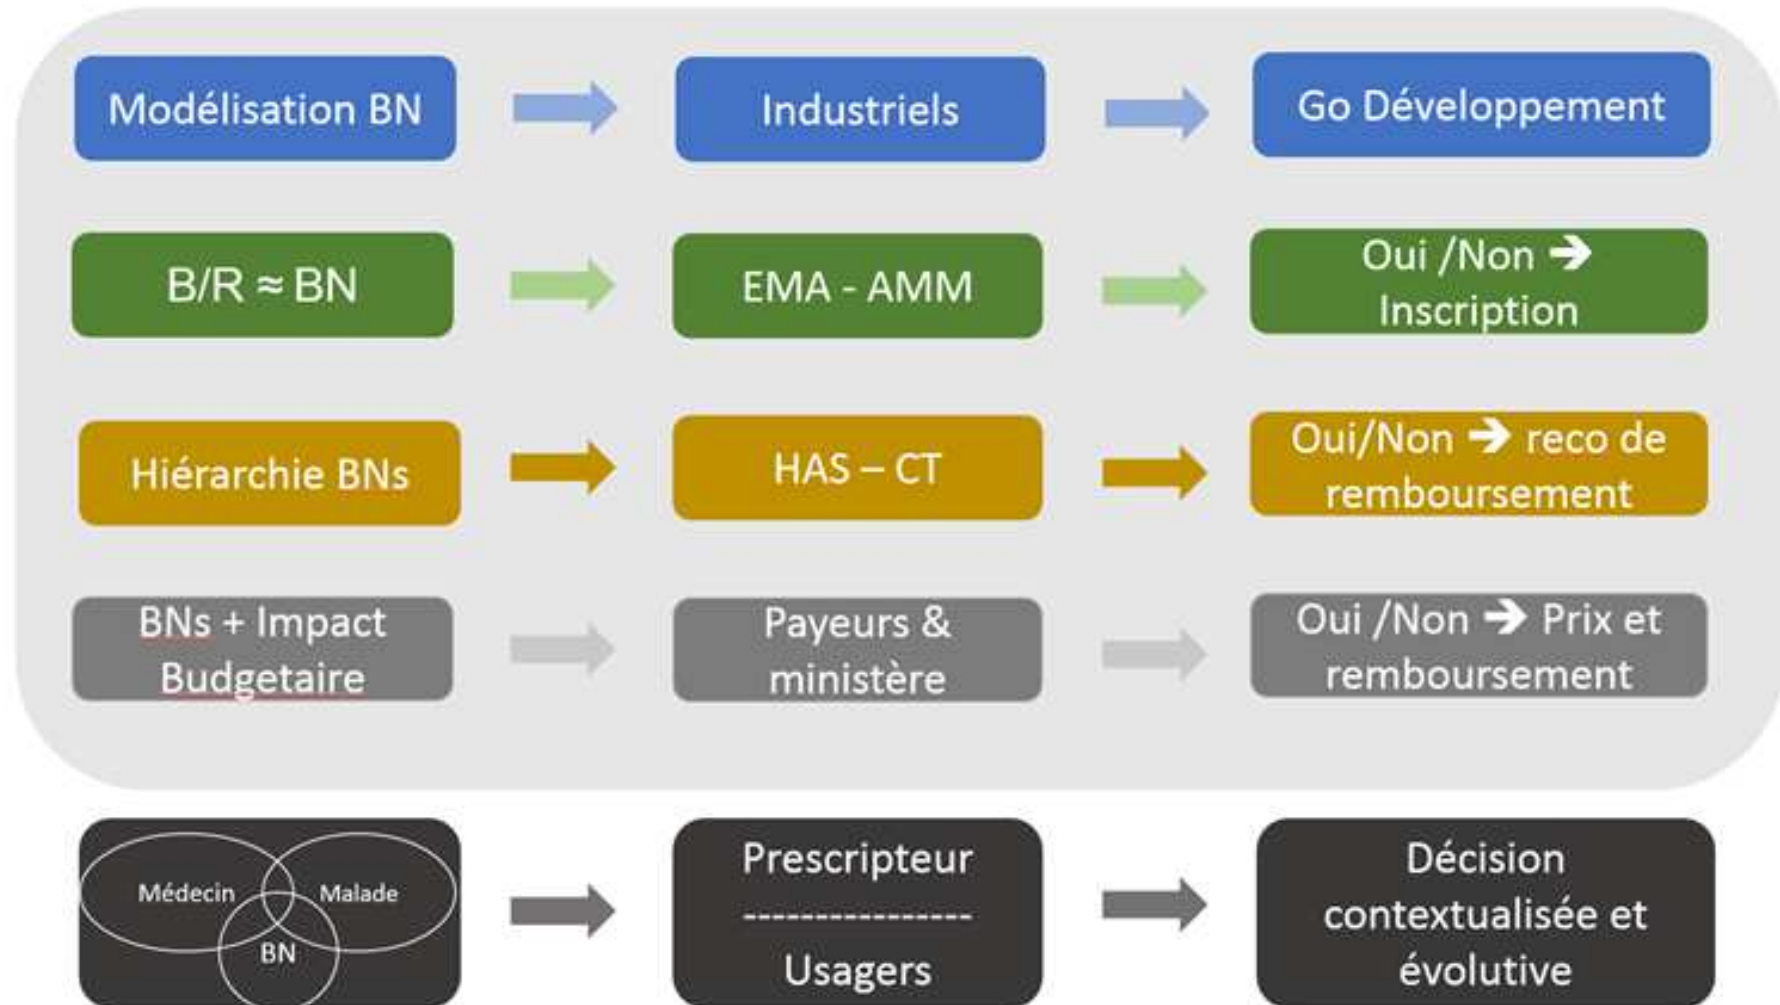 Modélisation BN
Industriels
Go Développement
B/R ≈ BN
EMA - AMM
Oui /Non ➔
Inscription
Hiérarchie BNs
HAS – CT
Oui/Non ➔ reco de
remboursement
BNs + Impact
Budgetaire
Payeurs &
ministère
Oui /Non ➔ Prix et
remboursement
Médecin
Malade
BN
Prescripteur
----------------
Usagers
Décision
contextualisée et
évolutive